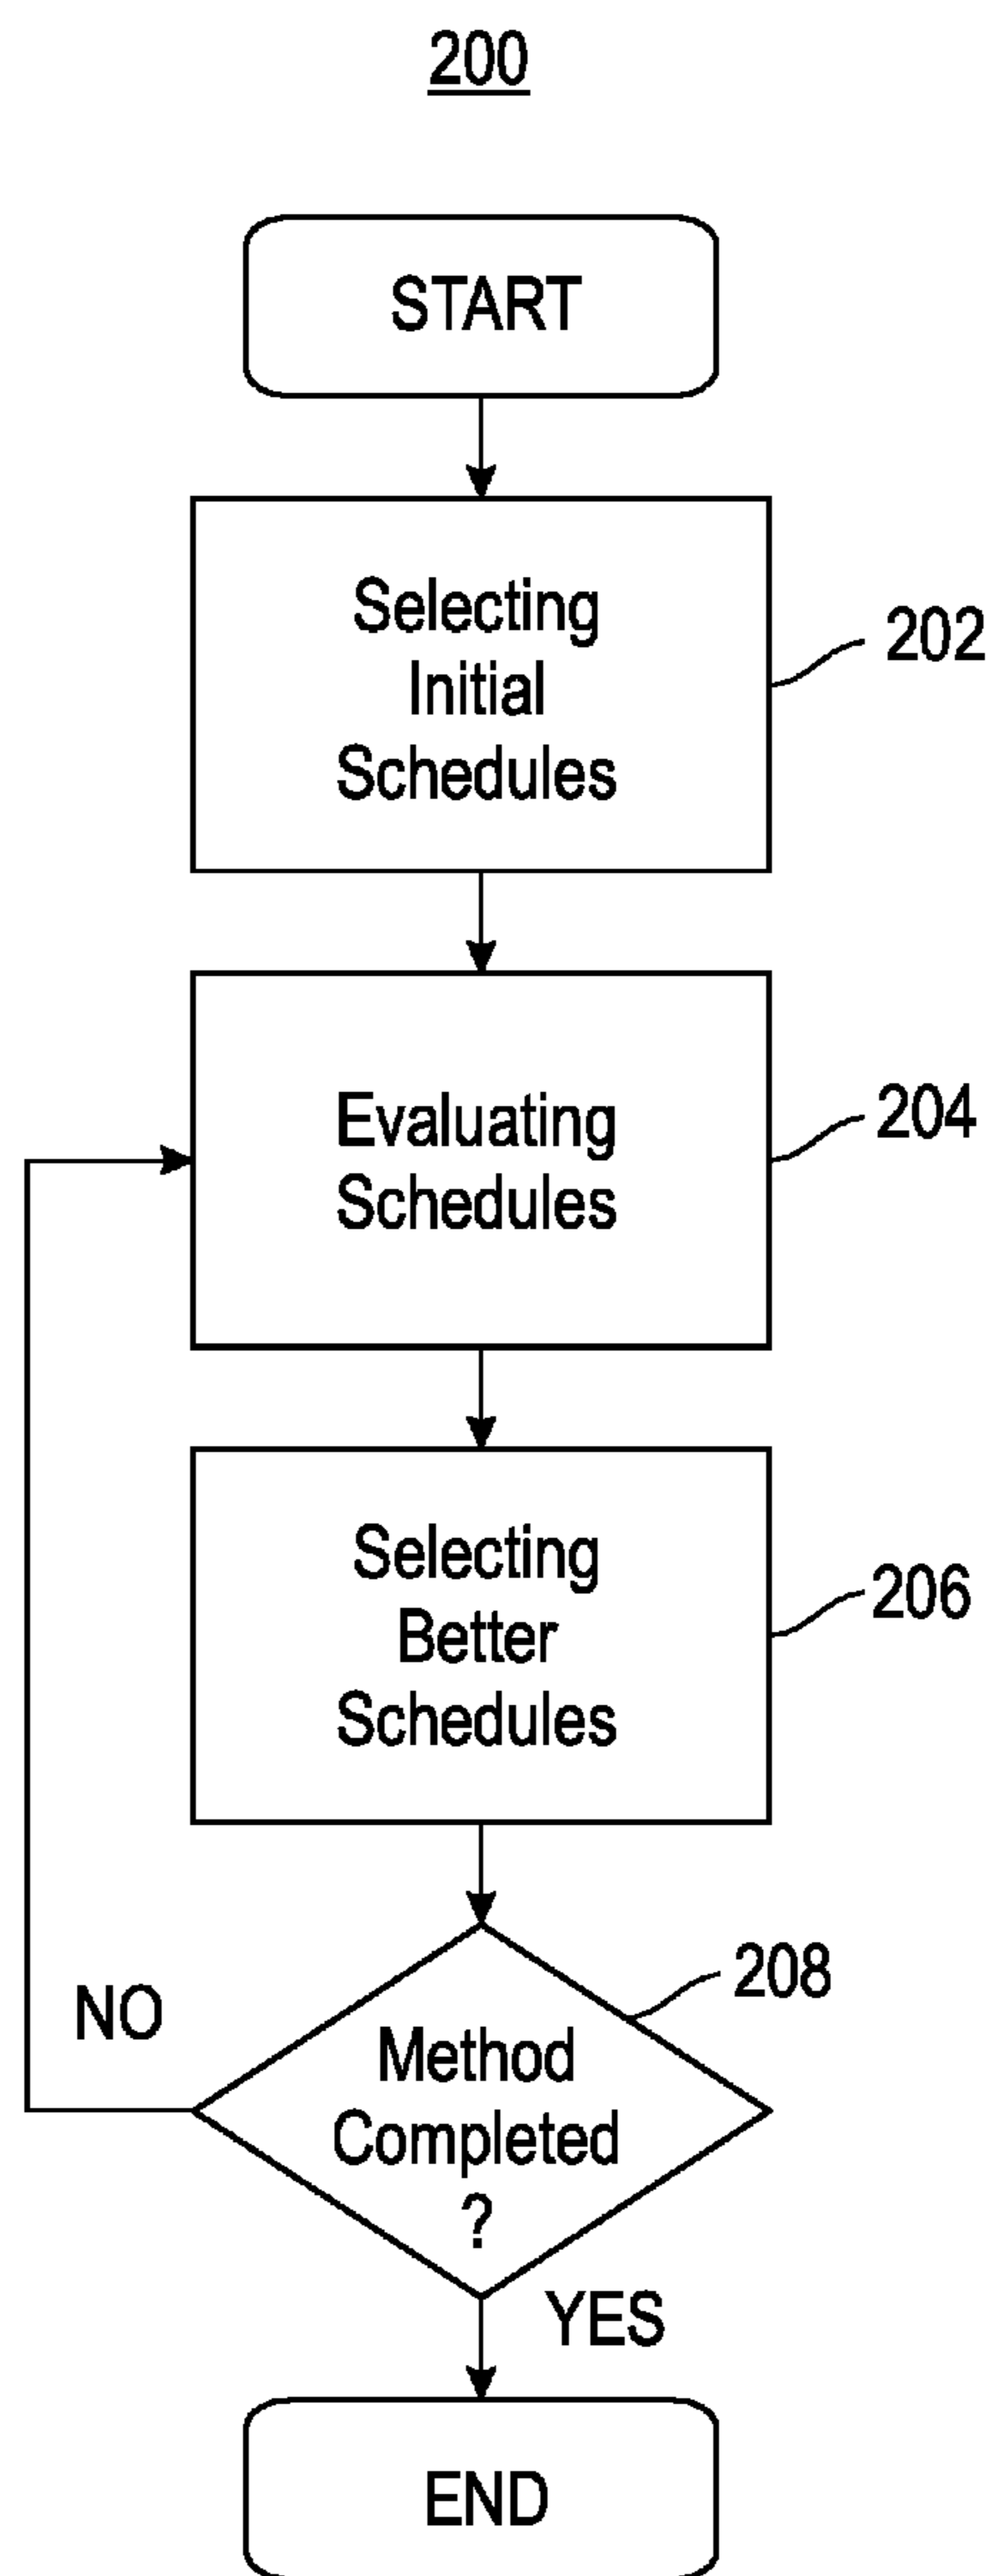 200
START
Selecting
Initial
Schedules
202
Evaluating
Schedules
204
Selecting
Better
Schedules
206
208
NO
Method
Completed
?
YES
END